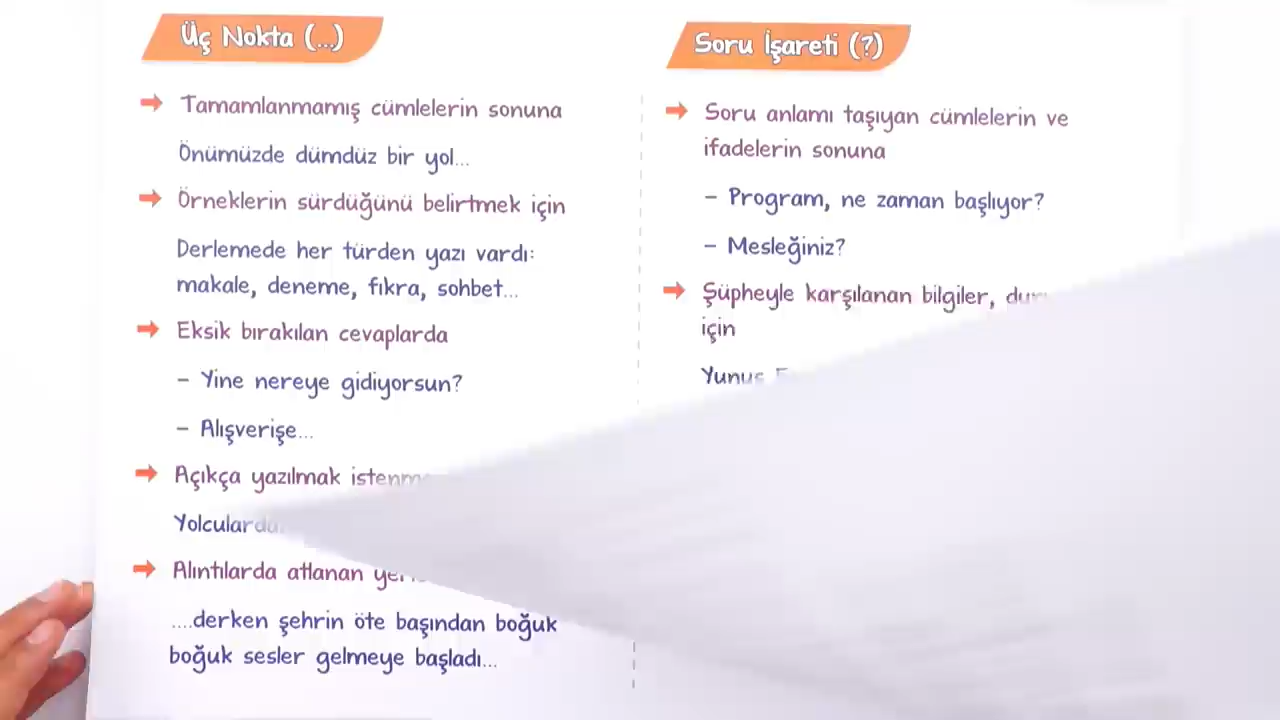 Üç Nokta (...)
➡ Tamamlanmamış cümlelerin sonuna
Önümüzde dümdüz bir yol...
➡ Örneklerin sürdüğünü belirtmek için
Derlemede her türden yazı vardı:
makale, deneme, fıkra, sohbet...
➡ Eksik bırakılan cevaplarda
– Yine nereye gidiyorsun?
– Alışverişe...
➡ Açıkça yazılmak
➡ Alıntılarda atlanan
....derken şehrin öte başından boğuk
boğuk sesler gelmeye başladı...
Soru İşareti (?)
➡ Soru anlamı taşıyan cümlelerin ve
ifadelerin sonuna
– Program, ne zaman başlıyor?
– Mesleğiniz?
➡ Şüpheyle karşılanan bilgiler,
için
Yunus